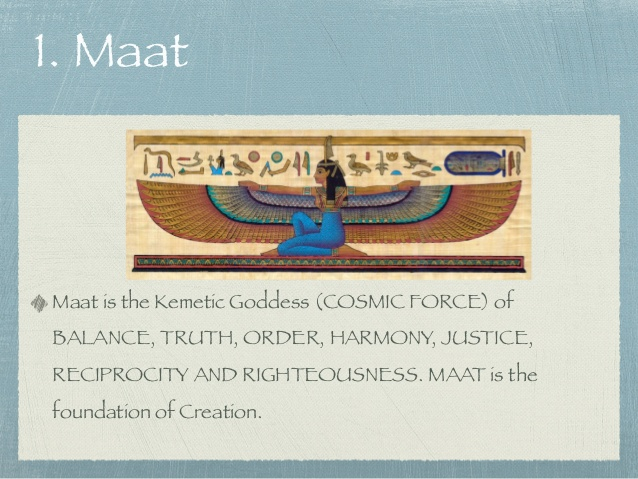 1. Maat
Maat is the Kemetic Goddess (COSMIC FORCE) of
BALANCE, TRUTH, ORDER, HARMONY, JUSTICE,
RECIPROCITY AND RIGHTEOUSNESS. MAAT is the
foundation of Creation.